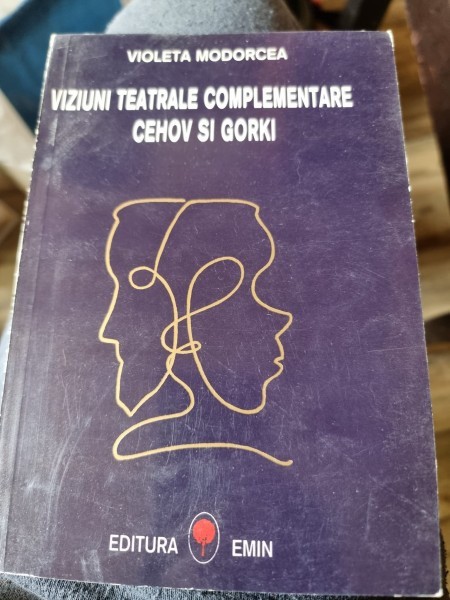 VIOLETA MODORCEA
VIZIUNI TEATRALE COMPLEMENTARE
CEHOV SI GORKI
EDITURA EMIN